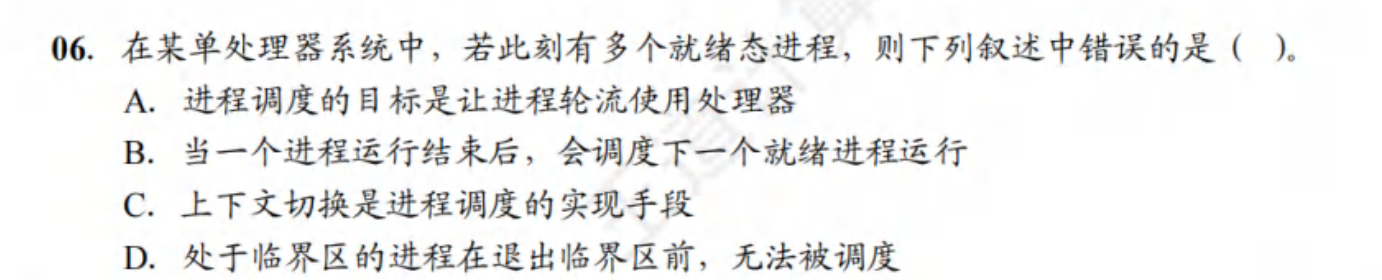 06. 在某单处理器系统中，若此刻有多个就绪态进程，则下列叙述中错误的是（ ）。
A. 进程调度的目标是让进程轮流使用处理器
B. 当一个进程运行结束后，会调度下一个就绪进程运行
C. 上下文切换是进程调度的实现手段
D. 处于临界区的进程在退出临界区前，无法被调度